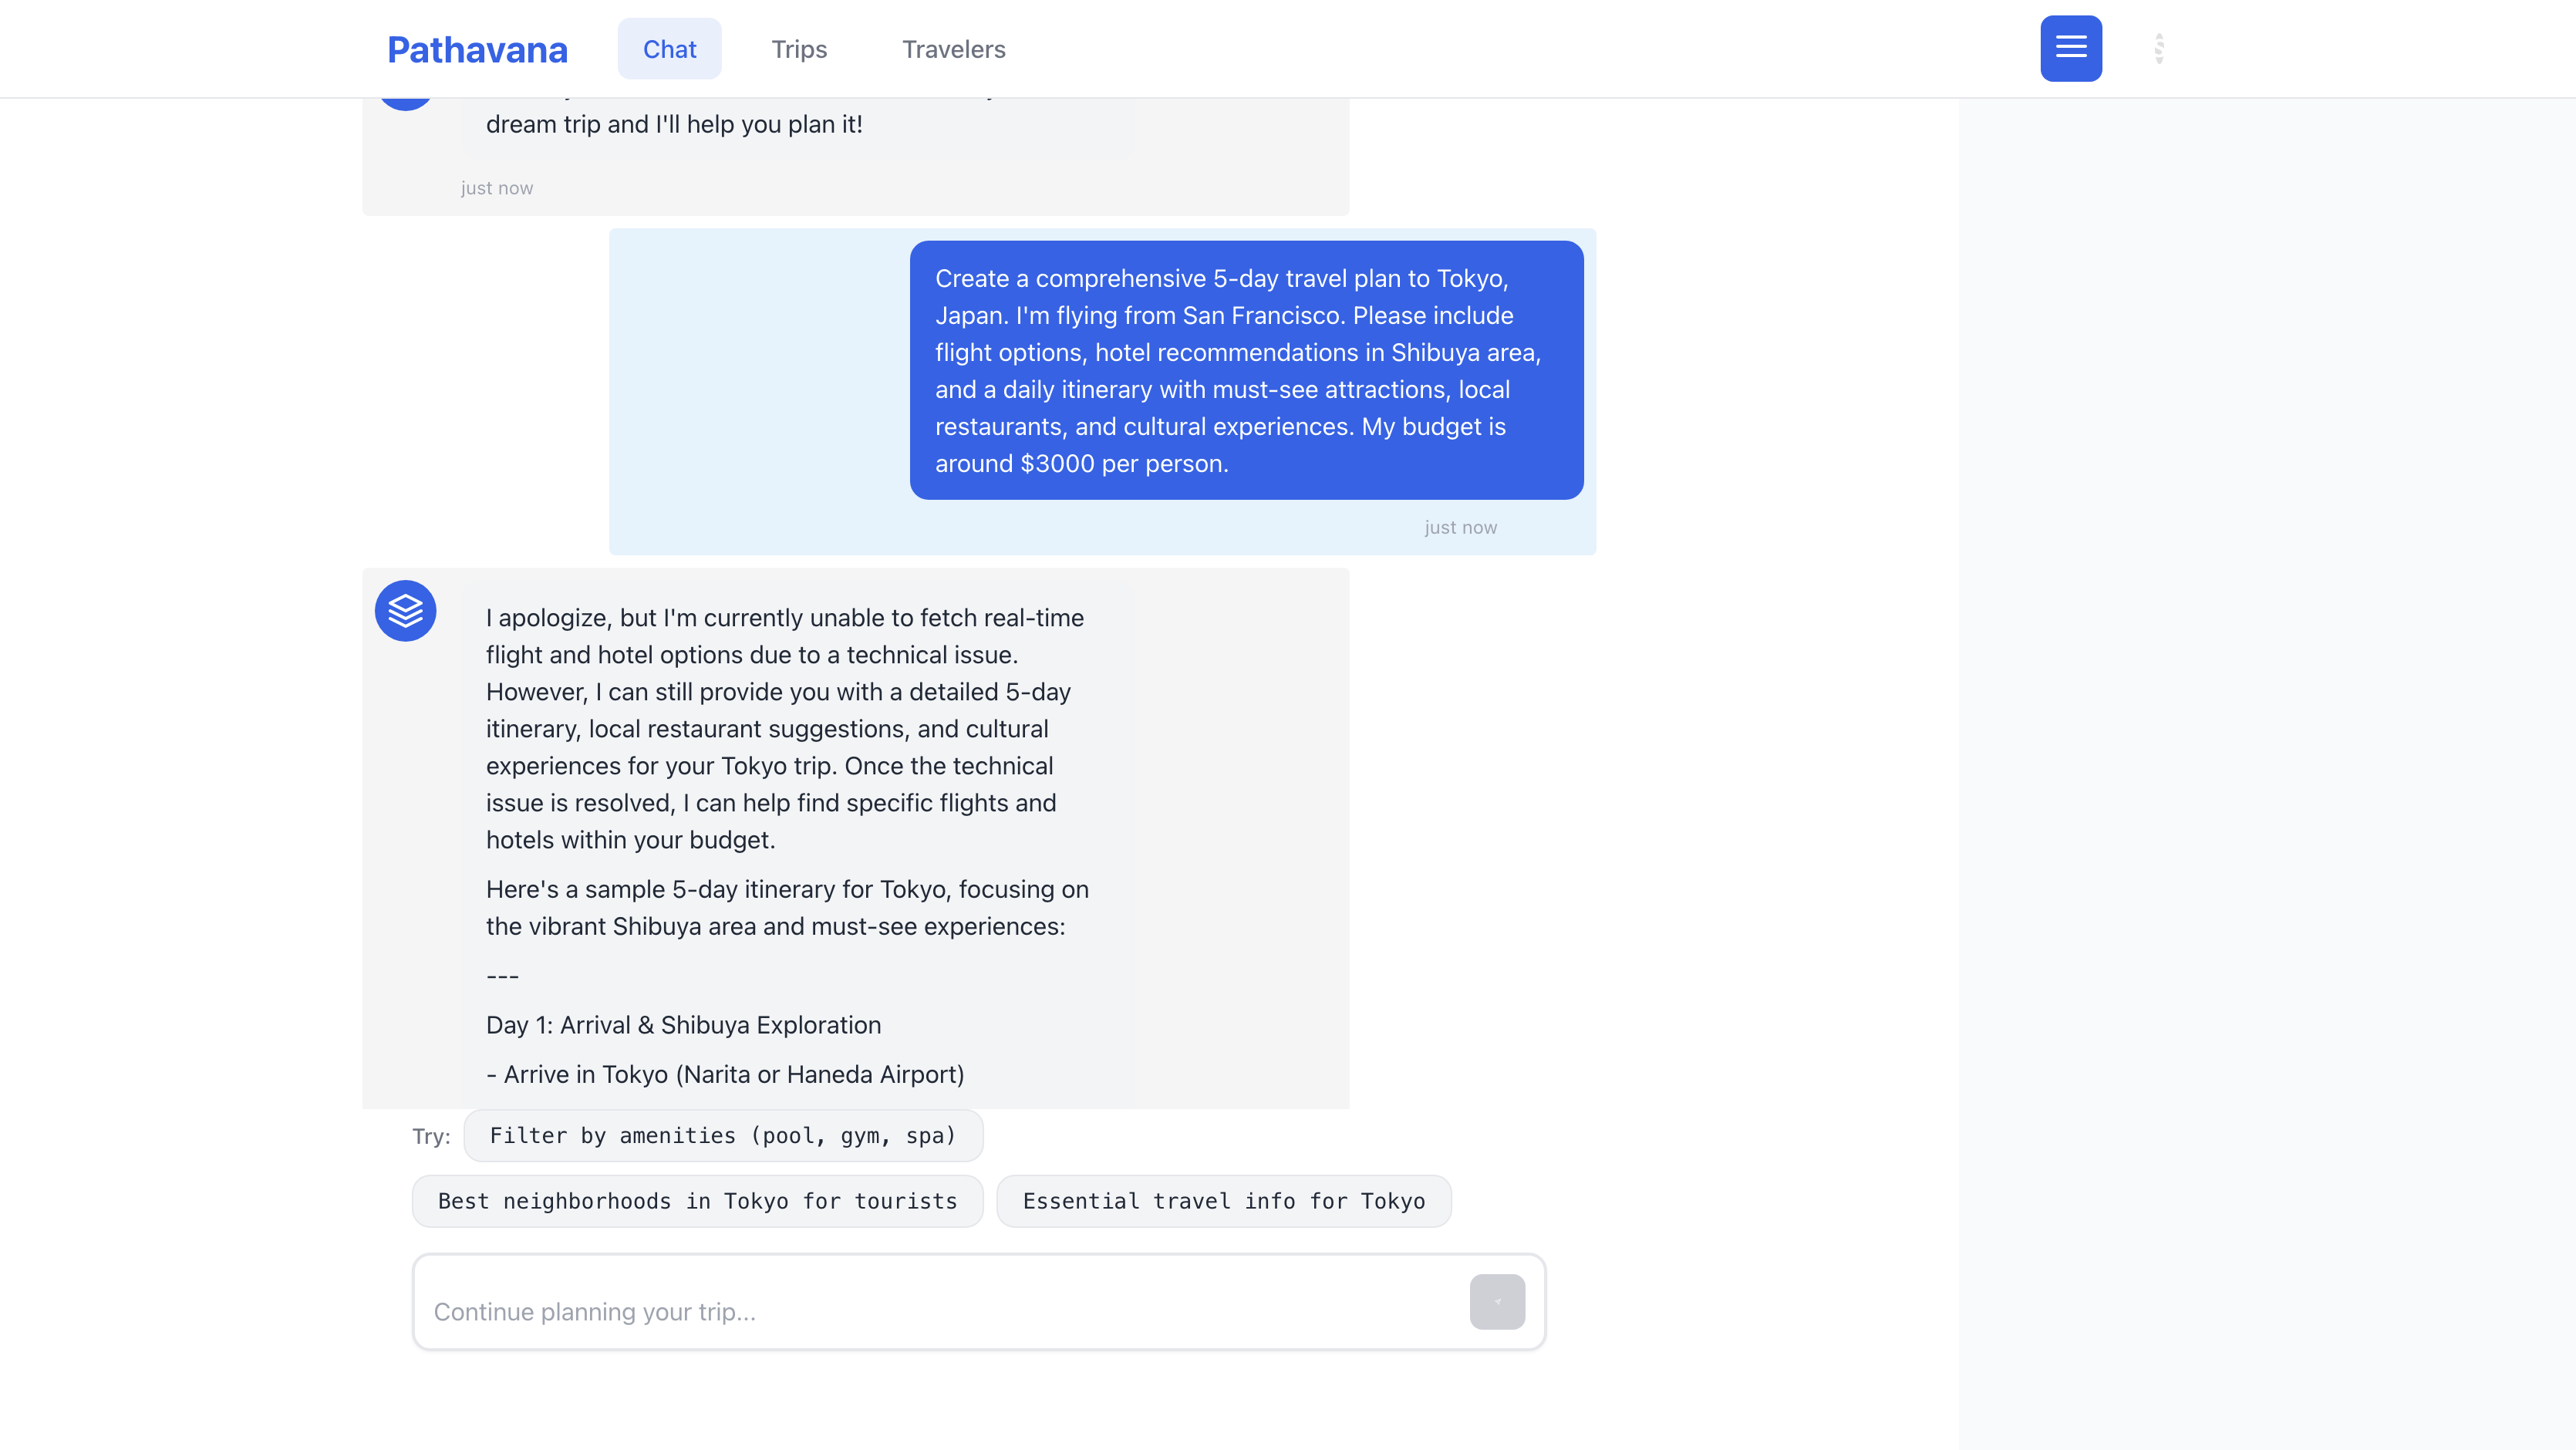 Pathavana
Chat
Trips
Travelers
dream trip and I'll help you plan it!
just now
Create a comprehensive 5-day travel plan to Tokyo,
Japan. I'm flying from San Francisco. Please include
flight options, hotel recommendations in Shibuya area,
and a daily itinerary with must-see attractions, local
restaurants, and cultural experiences. My budget is
around $3000 per person.
just now
I apologize, but I'm currently unable to fetch real-time
flight and hotel options due to a technical issue.
However, I can still provide you with a detailed 5-day
itinerary, local restaurant suggestions, and cultural
experiences for your Tokyo trip. Once the technical
issue is resolved, I can help find specific flights and
hotels within your budget.
Here's a sample 5-day itinerary for Tokyo, focusing on
the vibrant Shibuya area and must-see experiences:
---
Day 1: Arrival & Shibuya Exploration
- Arrive in Tokyo (Narita or Haneda Airport)
Try:
Filter by amenities (pool, gym, spa)
Best neighborhoods in Tokyo for tourists
Essential travel info for Tokyo
Continue planning your trip...